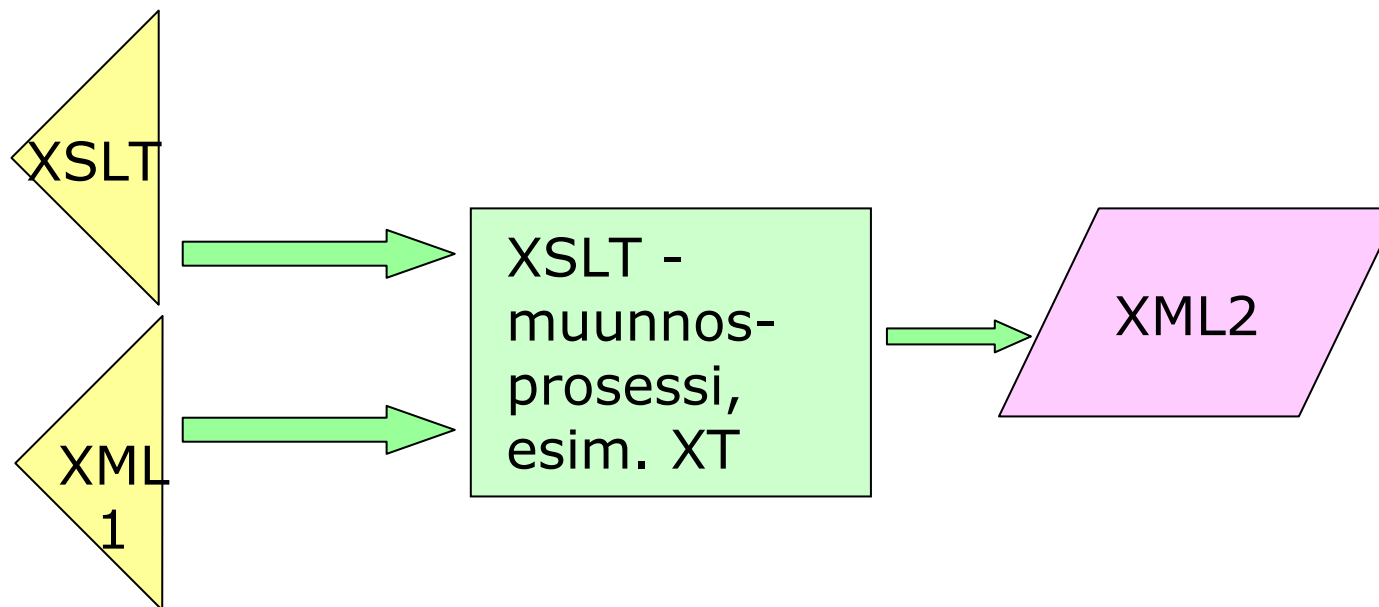 XSLT
XML
1
XSLT -
muunnos-
prosessi,
esim. XT
XML2